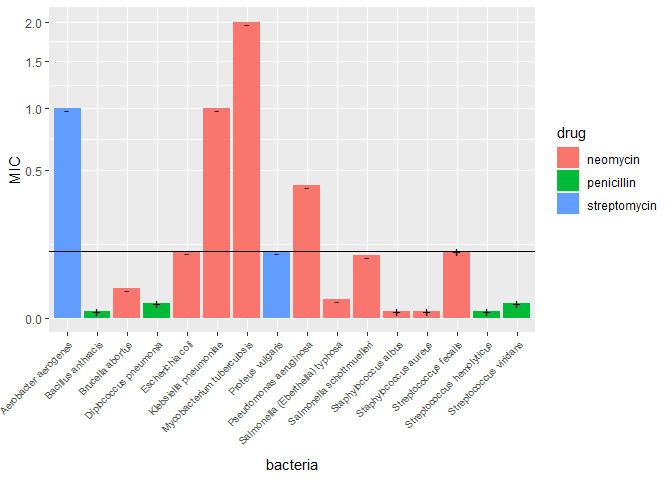 2.0
1.5
1.0
0.5
0.0
MIC
Aerobacter aerogenes
Bacillus anthracis
Brucella abortus
Diplococcus pneumonia
Escherichia coli
Klebsiella pneumoniae
Mycobacterium tuberculosis
Proteus vulgaris
Pseudomonas aeruginosa
Salmonella (Eberthella) typhosa
Salmonella schottmuelleri
Staphylococcus albus
Staphylococcus aureus
Streptococcus fecalis
Streptococcus hemolyticus
Streptococcus viridans
bacteria
drug
neomycin
penicillin
streptomycin